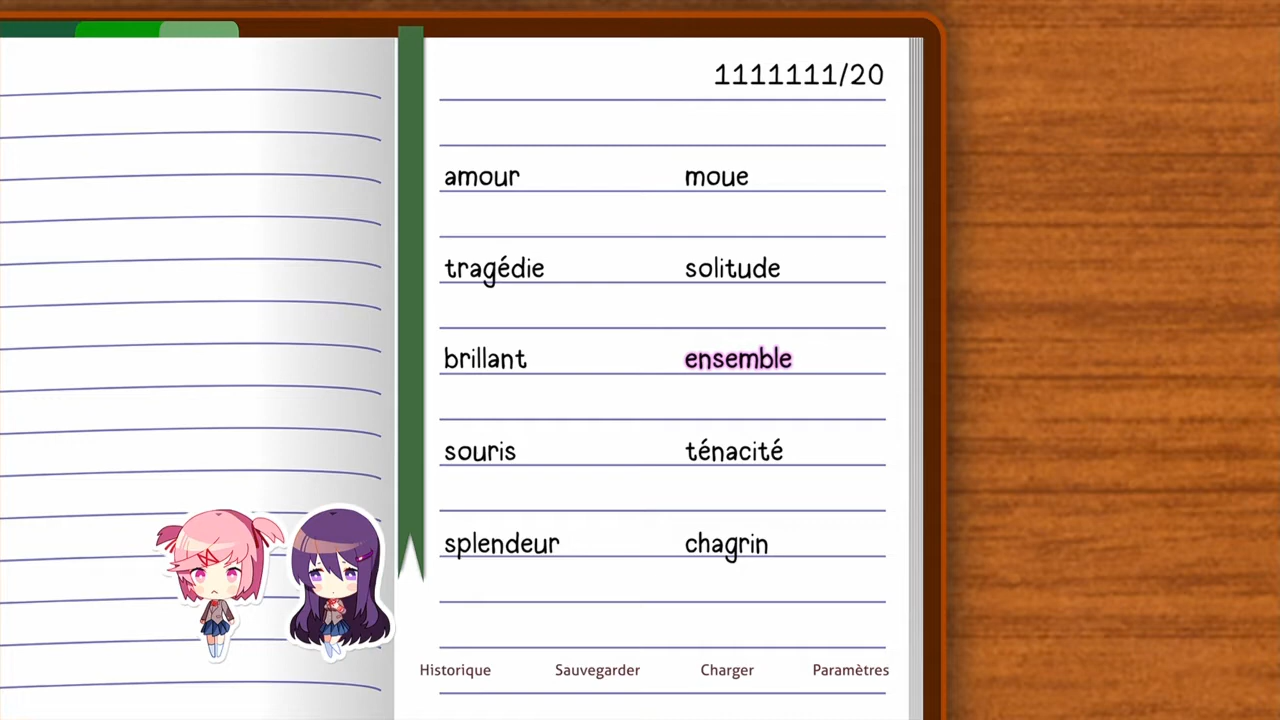 1111111/20
amour moue
tragédie solitude
brillant ensemble
souris ténacité
splendeur chagrin
Historique Sauvegarder Charger Paramètres